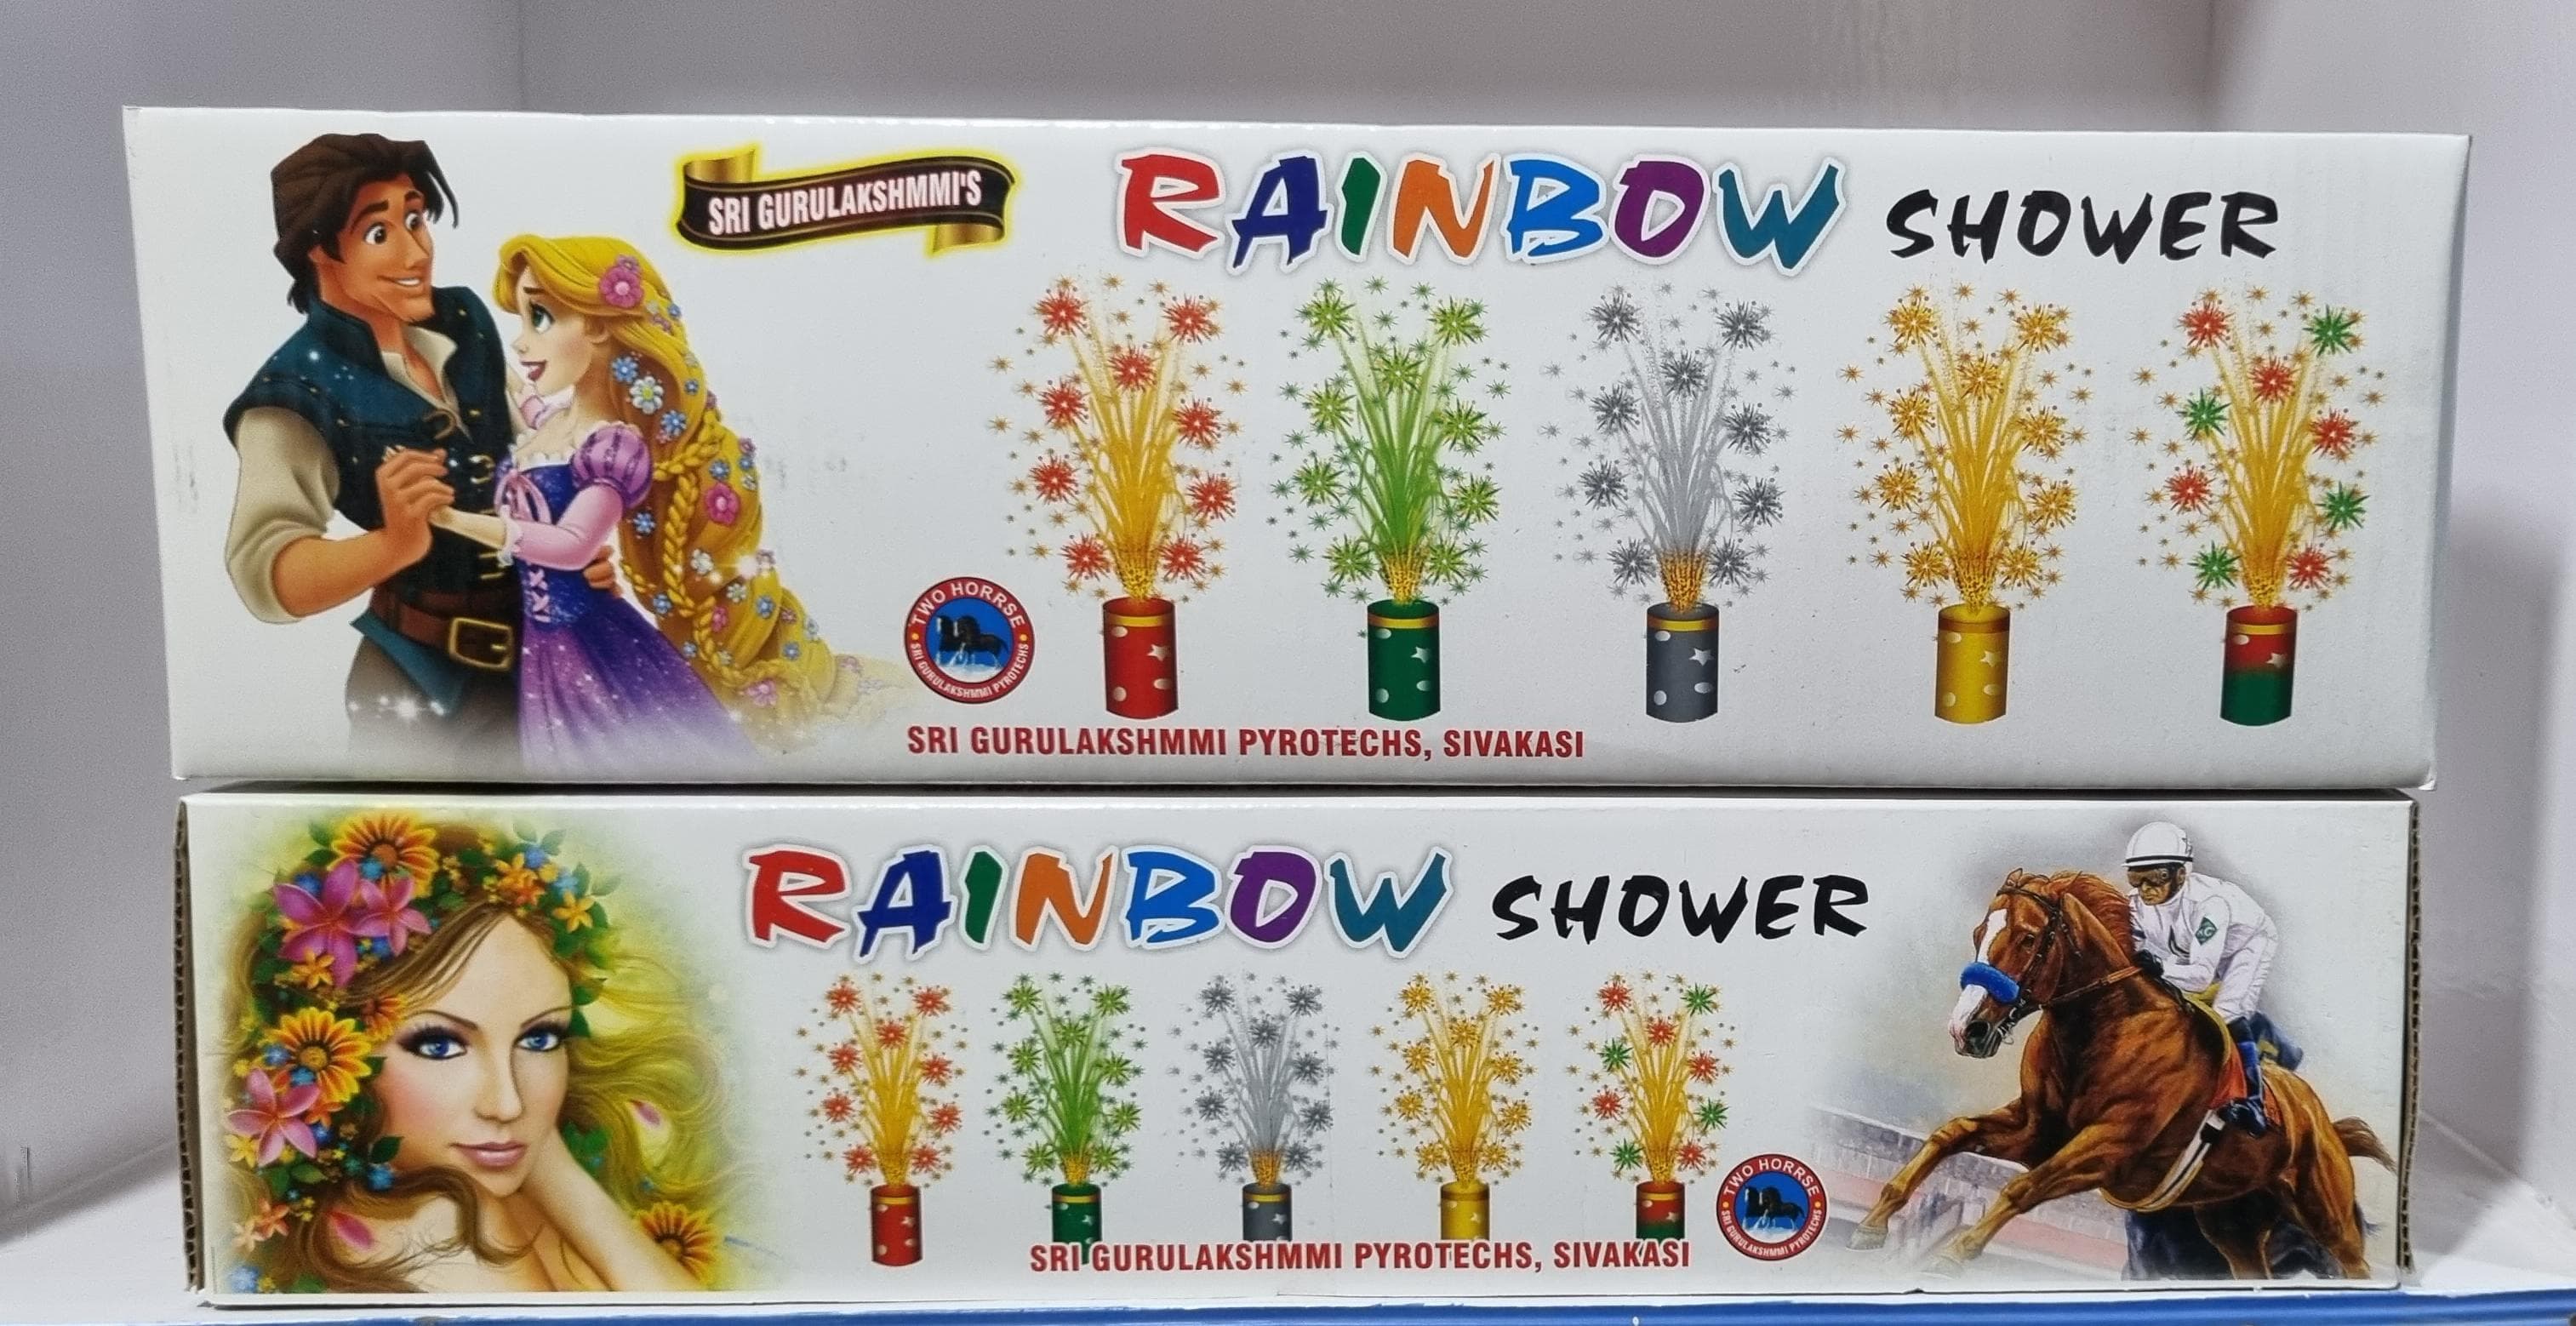 SRI GURULAKSHMMI'S
RAINBOW SHOWER
TWO HORRSE
SRI GURULAKSHMMI PYROTECHS
SRI GURULAKSHMMI PYROTECHS, SIVAKASI
RAINBOW SHOWER
TWO HORRSE
SRI GURULAKSHMMI PYROTECHS
SRI GURULAKSHMMI PYROTECHS, SIVAKASI